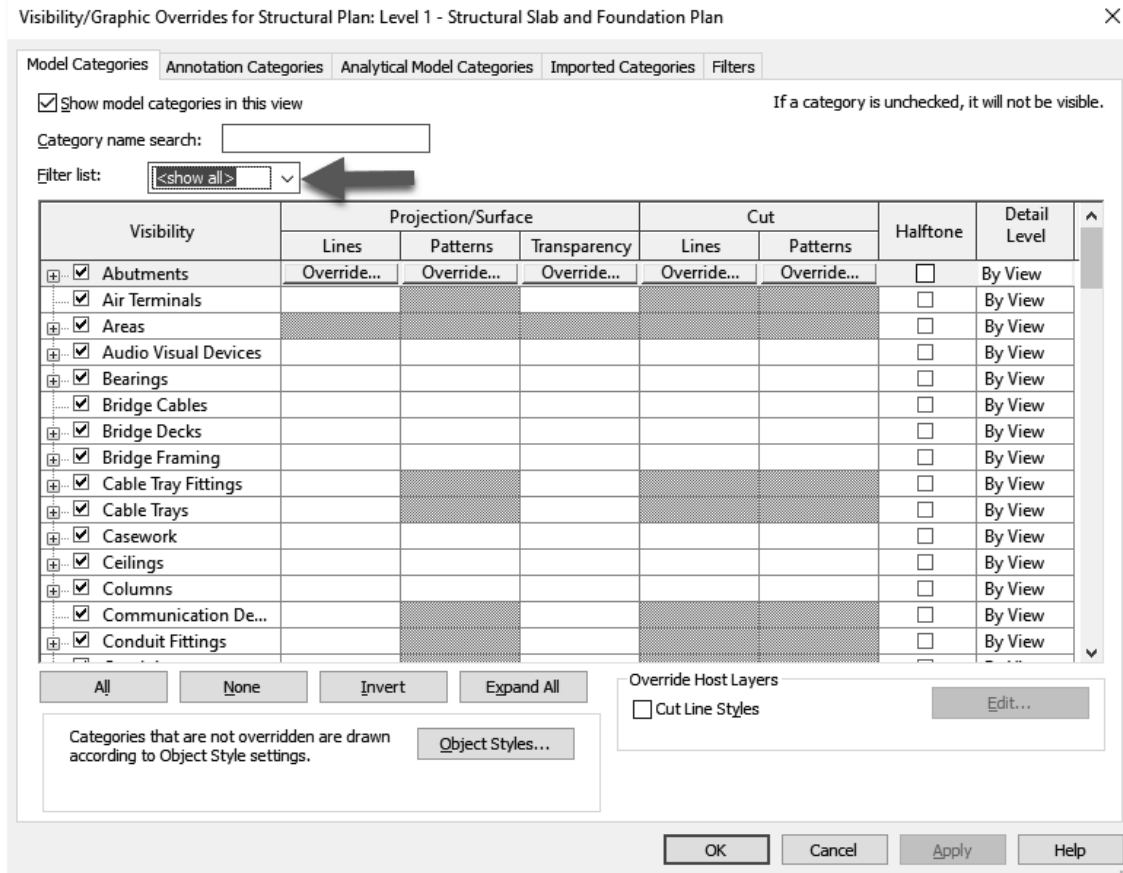 Visibility/Graphic Overrides for Structural Plan: Level 1 - Structural Slab and Foundation Plan
Model Categories Annotation Categories Analytical Model Categories Imported Categories Filters
Show model categories in this view If a category is unchecked, it will not be visible.
Category name search:
Filter list: <show all>
Visibility Projection/Surface Cut Halftone Detail Level
Lines Patterns Transparency Lines Patterns
Abutments Override... Override... Override... Override... Override... By View
Air Terminals By View
Areas By View
Audio Visual Devices By View
Bearings By View
Bridge Cables By View
Bridge Decks By View
Bridge Framing By View
Cable Tray Fittings By View
Cable Trays By View
Casework By View
Ceilings By View
Columns By View
Communication De... By View
Conduit Fittings By View
All None Invert Expand All
Override Host Layers
Cut Line Styles Edit...
Categories that are not overridden are drawn
according to Object Style settings.
Object Styles...
OK Cancel Apply Help